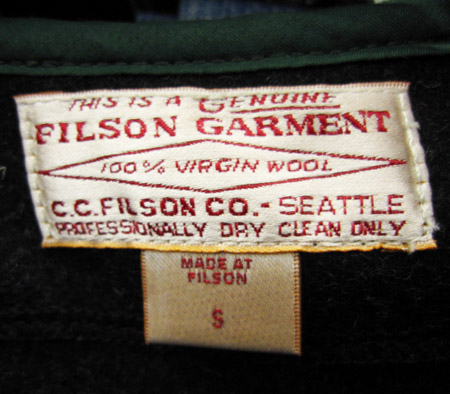 THIS IS A GENUINE
FILSON GARMENT
100% VIRGIN WOOL
C.C.FILSON CO.- SEATTLE
PROFESSIONALLY DRY CLEAN ONLY
MADE AT
FILSON
S